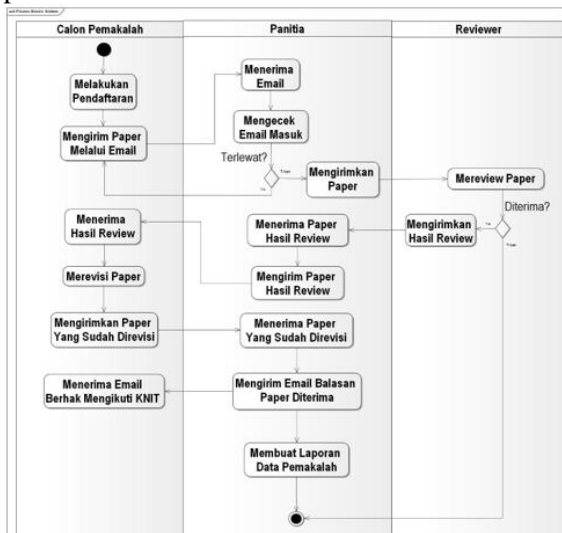 Calon Pemakalah
Panitia
Reviewer
Melakukan
Pendaftaran
Mengirim Paper
Melalui Email
Menerima
Email
Mengecek
Email Masuk
Terlewat?
Mengirimkan
Paper
Mereview Paper
Diterima?
Mengirimkan
Hasil Review
Menerima Paper
Hasil Review
Mengirim Paper
Hasil Review
Menerima
Hasil Review
Merevisi Paper
Mengirimkan Paper
Yang Sudah Direvisi
Menerima Paper
Yang Sudah Direvisi
Mengirim Email Balasan
Paper Diterima
Menerima Email
Berhak Mengikuti KNIT
Membuat Laporan
Data Pemakalah